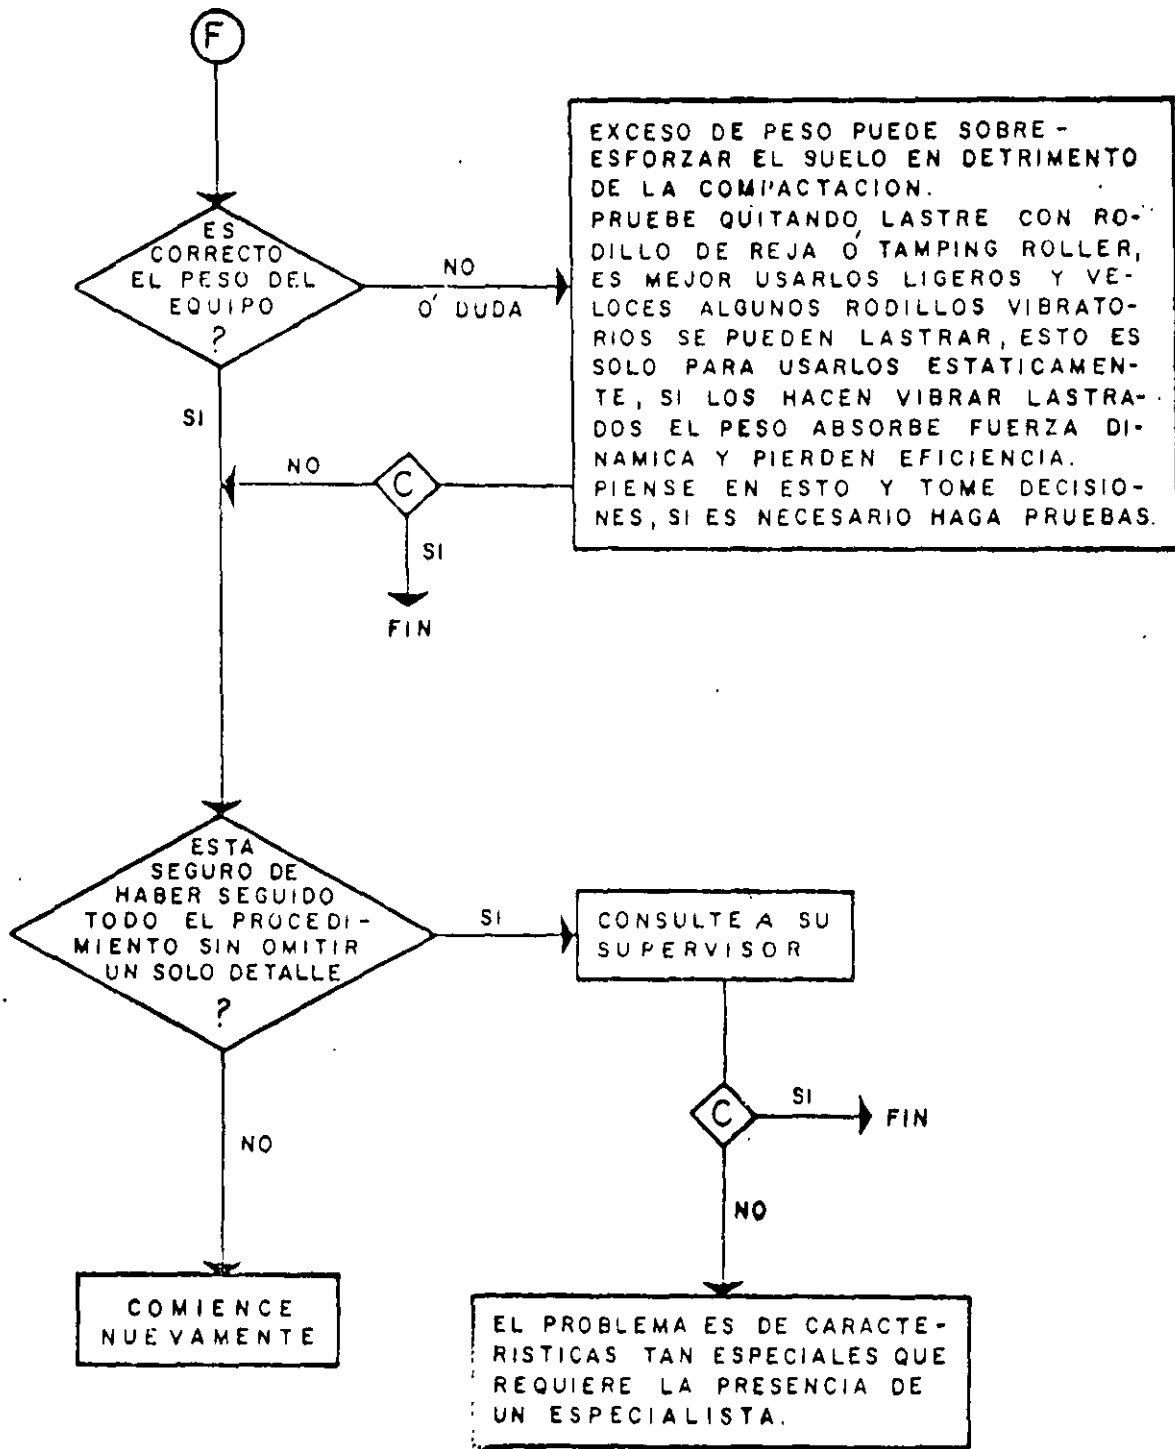 F
ES
CORRECTO
EL PESO DEL
EQUIPO
?
NO
Ó DUDA
EXCESO DE PESO PUEDE SOBRE-
ESFORZAR EL SUELO EN DETRIMENTO
DE LA COMPACTACION.
PRUEBE QUITANDO LASTRE CON RO-
DILLO DE REJA Ó TAMPING ROLLER,
ES MEJOR USARLOS LIGEROS Y VE-
LOCES ALGUNOS RODILLOS VIBRATO-
RIOS SE PUEDEN LASTRAR, ESTO ES
SOLO PARA USARLOS ESTATICAMEN-
TE, SI LOS HACEN VIBRAR LASTRA-
DOS EL PESO ABSORBE FUERZA DI-
NAMICA Y PIERDEN EFICIENCIA.
PIENSE EN ESTO Y TOME DECISIO-
NES, SI ES NECESARIO HAGA PRUEBAS.
SI
NO
C
SI
FIN
ESTA
SEGURO DE
HABER SEGUIDO
TODO EL PROCEDI-
MIENTO SIN OMITIR
UN SOLO DETALLE
?
SI
CONSULTE A SU
SUPERVISOR
C
SI
FIN
NO
NO
COMIENCE
NUEVAMENTE
EL PROBLEMA ES DE CARACTE-
RISTICAS TAN ESPECIALES QUE
REQUIERE LA PRESENCIA DE
UN ESPECIALISTA.